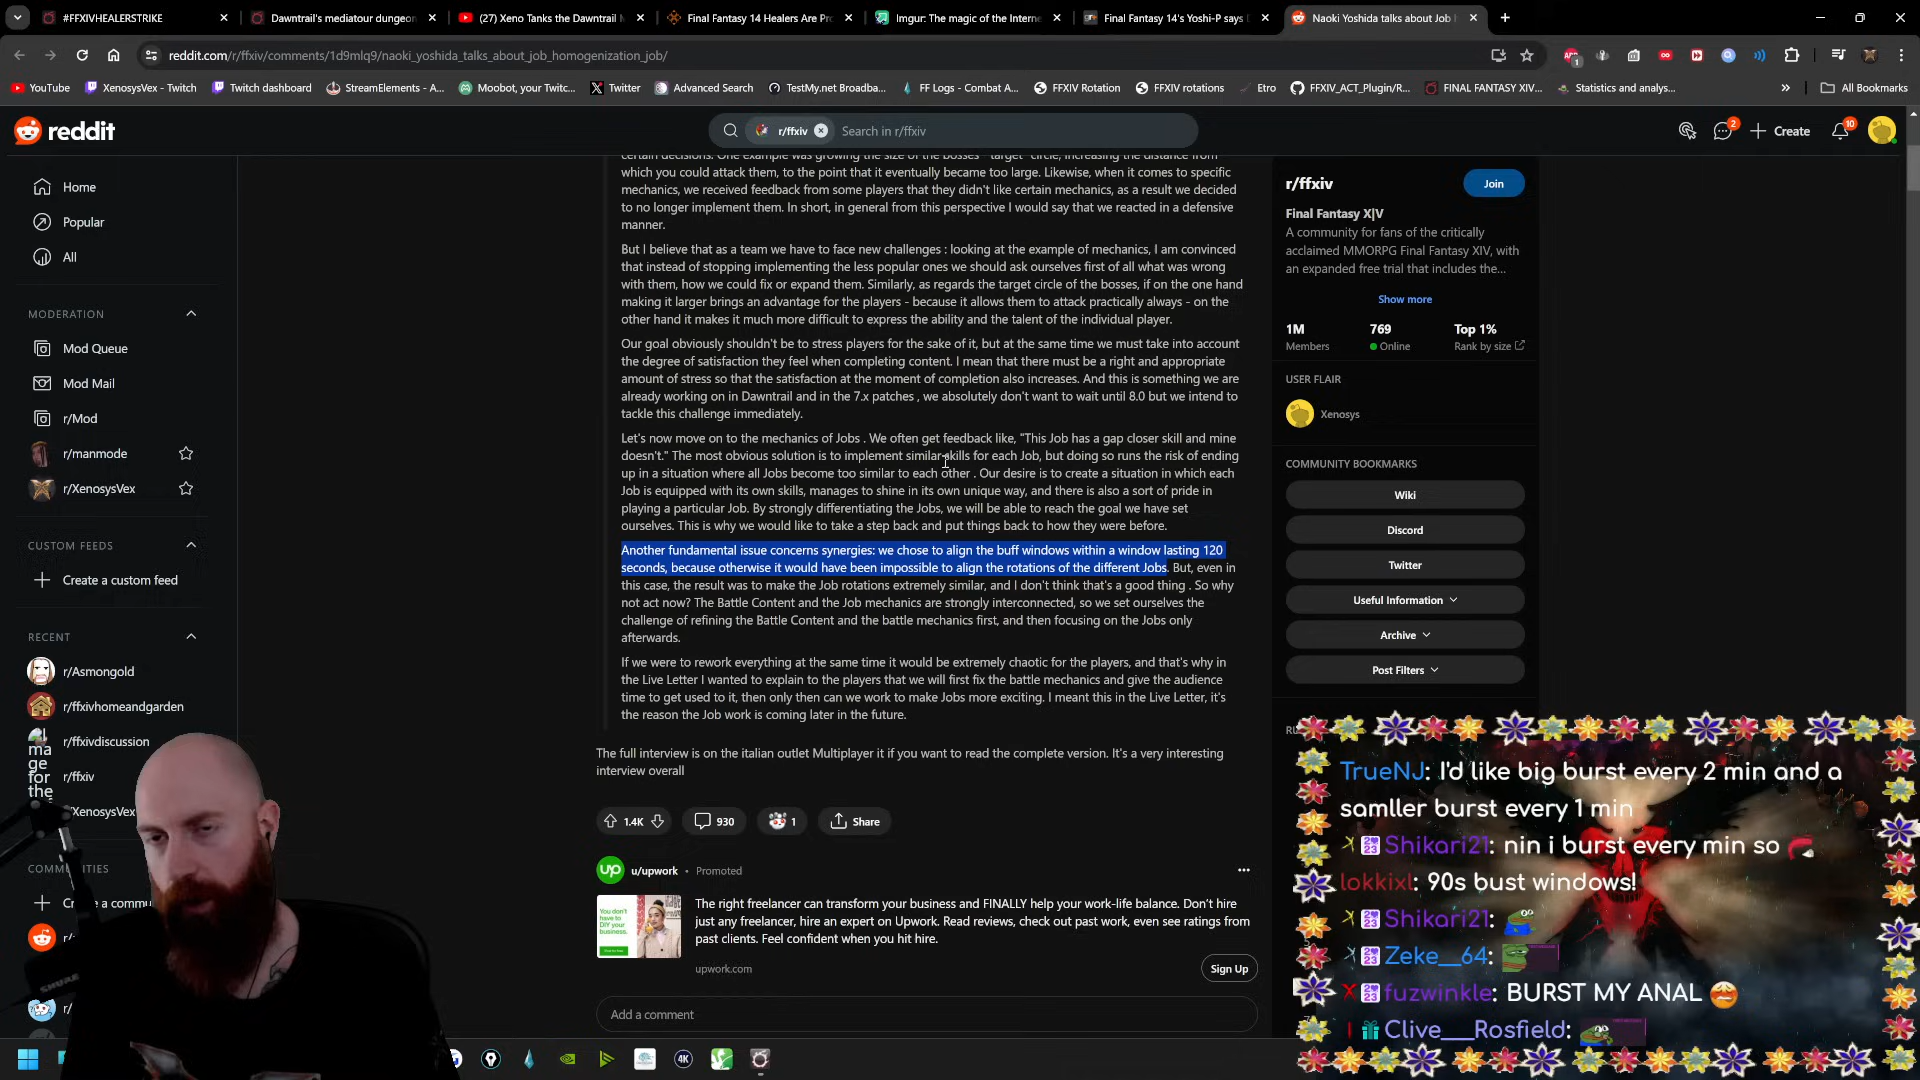 #FFXIVHEALERSTRIKE
Dawntrail's mediatour dungeon
(27) Xeno Tanks the Dawntrail M
Final Fantasy 14 Healers Are Pro
Imgur: The magic of the Interne
Final Fantasy 14's Yoshi-P says
Naoki Yoshida talks about Job
reddit.com/r/ffxiv/comments/1d9mlq9/naoki_yoshida_talks_about_job_homogenization_job/
YouTube
XenosysVex - Twitch
Twitch dashboard
StreamElements - A...
Moobot, your Twitc...
Twitter
Advanced Search
TestMy.net Broadba...
FF Logs - Combat A...
FFXIV Rotation
FFXIV rotations
Etro
FFXIV_ACT_Plugin/R...
FINAL FANTASY XIV...
Statistics and analys...
All Bookmarks
reddit
r/ffxiv
Search in r/ffxiv
2
Create
10
Home
Popular
All
MODERATION
Mod Queue
Mod Mail
r/Mod
r/manmode
r/XenosysVex
CUSTOM FEEDS
Create a custom feed
RECENT
r/Asmongold
r/ffxivhomeandgarden
r/ffxivdiscussion
r/ffxiv
XenosysVex
COMMUNITIES
Create a commu
certain decisions. One example was growing the size of the bosses "target" circle, increasing the distance from
which you could attack them, to the point that it eventually became too large. Likewise, when it comes to specific
mechanics, we received feedback from some players that they didn't like certain mechanics, as a result we decided
to no longer implement them. In short, in general from this perspective I would say that we reacted in a defensive
manner.
But I believe that as a team we have to face new challenges : looking at the example of mechanics, I am convinced
that instead of stopping implementing the less popular ones we should ask ourselves first of all what was wrong
with them, how we could fix or expand them. Similarly, as regards the target circle of the bosses, if on the one hand
making it larger brings an advantage for the players - because it allows them to attack practically always - on the
other hand it makes it much more difficult to express the ability and the talent of the individual player.
Our goal obviously shouldn't be to stress players for the sake of it, but at the same time we must take into account
the degree of satisfaction they feel when completing content. I mean that there must be a right and appropriate
amount of stress so that the satisfaction at the moment of completion also increases. And this is something we are
already working on in Dawntrail and in the 7.x patches , we absolutely don't want to wait until 8.0 but we intend to
tackle this challenge immediately.
Let's now move on to the mechanics of Jobs . We often get feedback like, "This Job has a gap closer skill and mine
doesn't." The most obvious solution is to implement similar skills for each Job, but doing so runs the risk of ending
up in a situation where all Jobs become too similar to each other . Our desire is to create a situation in which each
Job is equipped with its own skills, manages to shine in its own unique way, and there is also a sort of pride in
playing a particular Job. By strongly differentiating the Jobs, we will be able to reach the goal we have set
ourselves. This is why we would like to take a step back and put things back to how they were before.
Another fundamental issue concerns synergies: we chose to align the buff windows within a window lasting 120
seconds, because otherwise it would have been impossible to align the rotations of the different Jobs. But, even in
this case, the result was to make the Job rotations extremely similar, and I don't think that's a good thing . So why
not act now? The Battle Content and the Job mechanics are strongly interconnected, so we set ourselves the
challenge of refining the Battle Content and the battle mechanics first, and then focusing on the Jobs only
afterwards.
If we were to rework everything at the same time it would be extremely chaotic for the players, and that's why in
the Live Letter I wanted to explain to the players that we will first fix the battle mechanics and give the audience
time to get used to it, then only then can we work to make Jobs more exciting. I meant this in the Live Letter, it's
the reason the Job work is coming later in the future.
The full interview is on the italian outlet Multiplayer it if you want to read the complete version. It's a very interesting
interview overall
1.4K
930
1
Share
u/upwork • Promoted
You don't
have to
DIY your
business.
The right freelancer can transform your business and FINALLY help your work-life balance. Don't hire
just any freelancer, hire an expert on Upwork. Read reviews, check out past work, even see ratings from
past clients. Feel confident when you hit hire.
upwork.com
Sign Up
Add a comment
r/ffxiv
Join
Final Fantasy X|V
A community for fans of the critically
acclaimed MMORPG Final Fantasy XIV, with
an expanded free trial that includes the...
Show more
1M
769
Top 1%
Members
Online
Rank by size
USER FLAIR
Xenosys
COMMUNITY BOOKMARKS
Wiki
Discord
Twitter
Useful Information
Archive
Post Filters
TrueNJ: I'd like big burst every 2 min and a
samller burst every 1 min
Shikari21: nin i burst every min so
lokkixl: 90s bust windows!
Shikari21:
Zeke__64:
fuzwinkle: BURST MY ANAL
Clive___Rosfield: